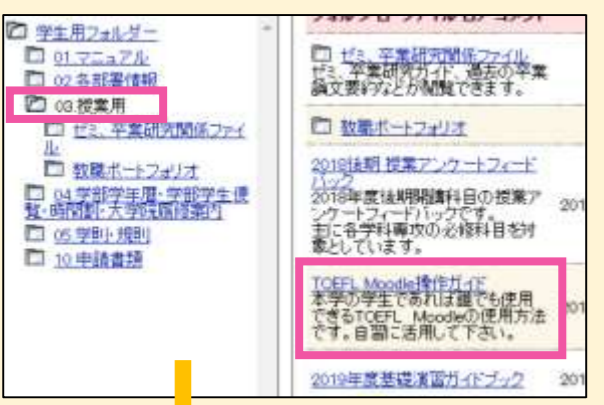 学生用フォルダー
01.マニュアル
02.各部署情報
03.授業用
ゼミ、卒業研究関係ファイ
ル
教職ポートフォリオ
04.学部学年暦・学部学生便
覧・時間割・大学院履修案内
05.学則・規則
10.申請書類
ゼミ、卒業研究関係ファイル
ゼミ、卒業研究ガイド、過去の卒業
論文要約などが閲覧できます。
教職ポートフォリオ
2018後期 授業アンケートフィード
バック
2018年度後期開講科目の授業ア
ンケートフィードバックです。
主に各学科専攻の必修科目を対
象としています。
201
TOEFL Moodle操作ガイド
本学の学生であれば誰でも使用
できるTOEFL Moodleの使用方法
です。自習に活用して下さい。
201
2019年度基礎演習ガイドブック
201